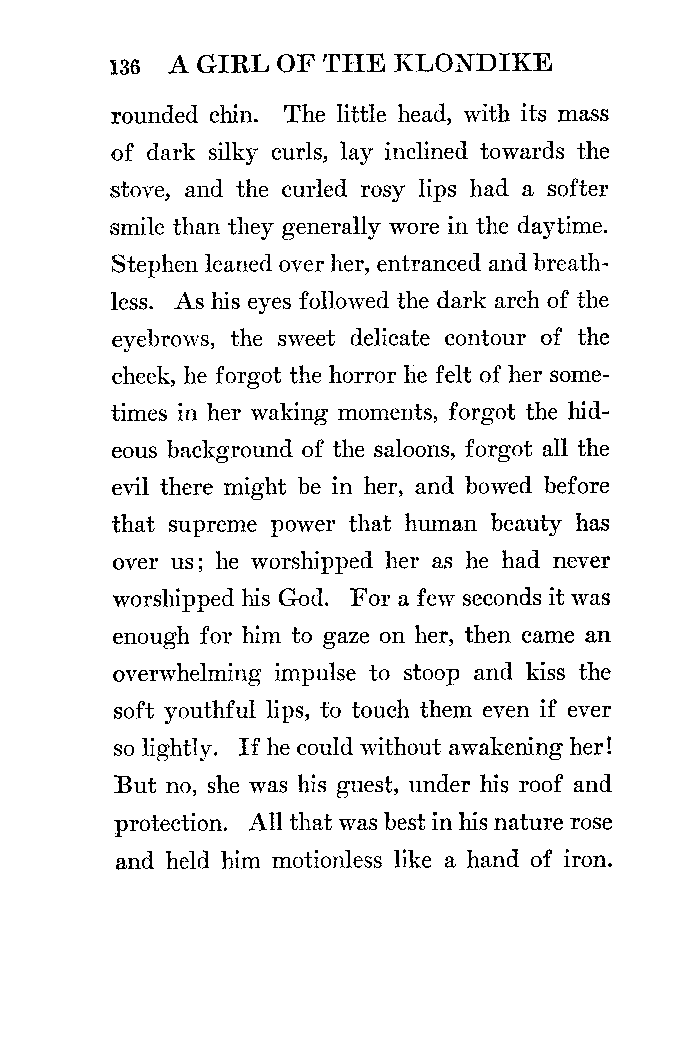 136 A GIRL OF THE KLONDIKE
rounded chin. The little head, with its mass
of dark silky curls, lay inclined towards the
stove, and the curled rosy lips had a softer
smile than they generally wore in the daytime.
Stephen leaned over her, entranced and breath-
less. As his eyes followed the dark arch of the
eyebrows, the sweet delicate contour of the
cheek, he forgot the horror he felt of her some-
times in her waking moments, forgot the hid-
eous background of the saloons, forgot all the
evil there might be in her, and bowed before
that supreme power that human beauty has
over us; he worshipped her as he had never
worshipped his God. For a few seconds it was
enough for him to gaze on her, then came an
overwhelming impulse to stoop and kiss the
soft youthful lips, to touch them even if ever
so lightly. If he could without awakening her!
But no, she was his guest, under his roof and
protection. All that was best in his nature rose
and held him motionless like a hand of iron.